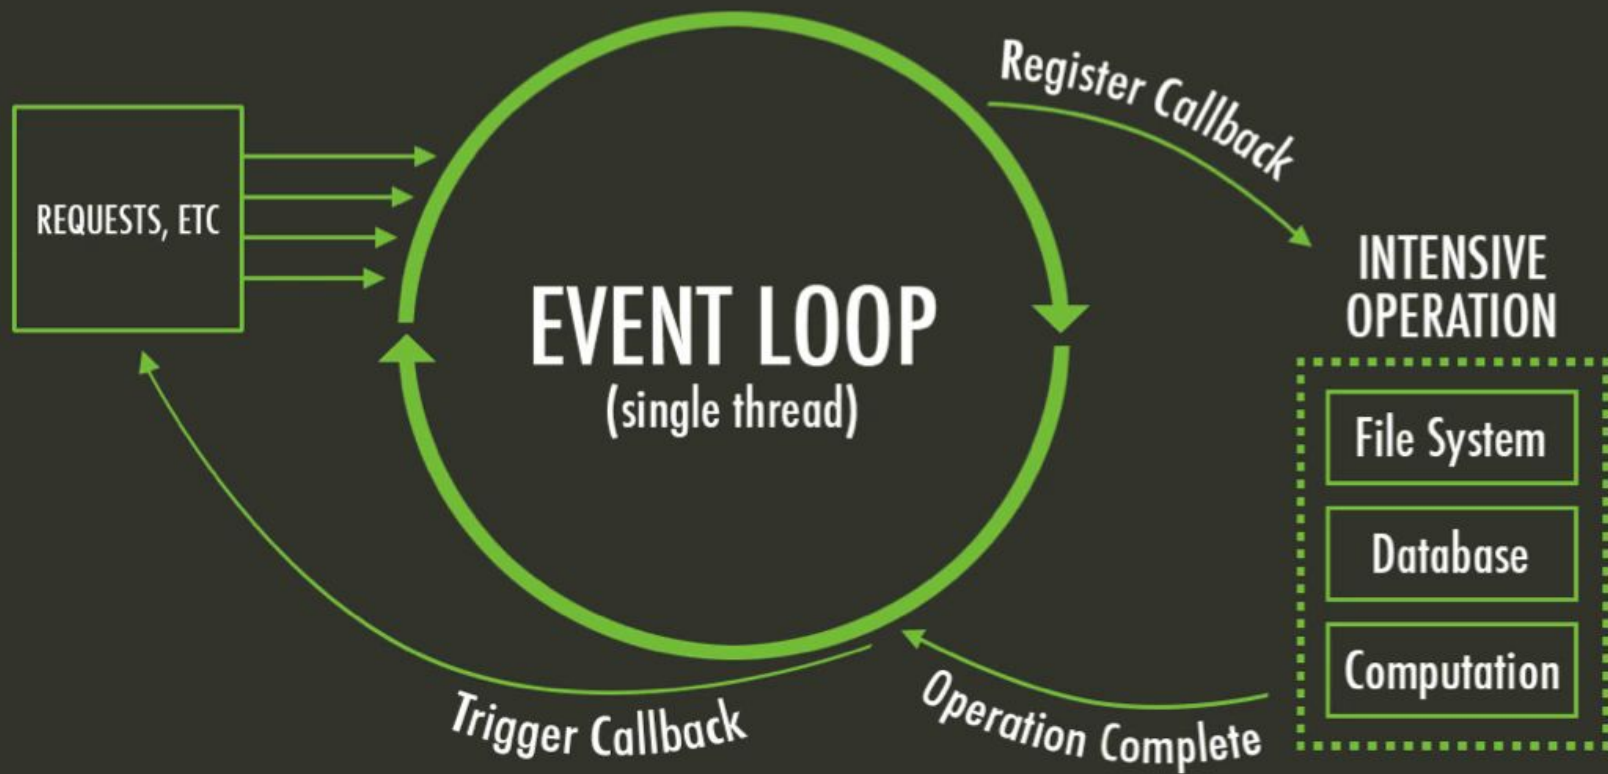 REQUESTS, ETC
EVENT LOOP
(single thread)
Register Callback
INTENSIVE
OPERATION
File System
Database
Computation
Operation Complete
Trigger Callback